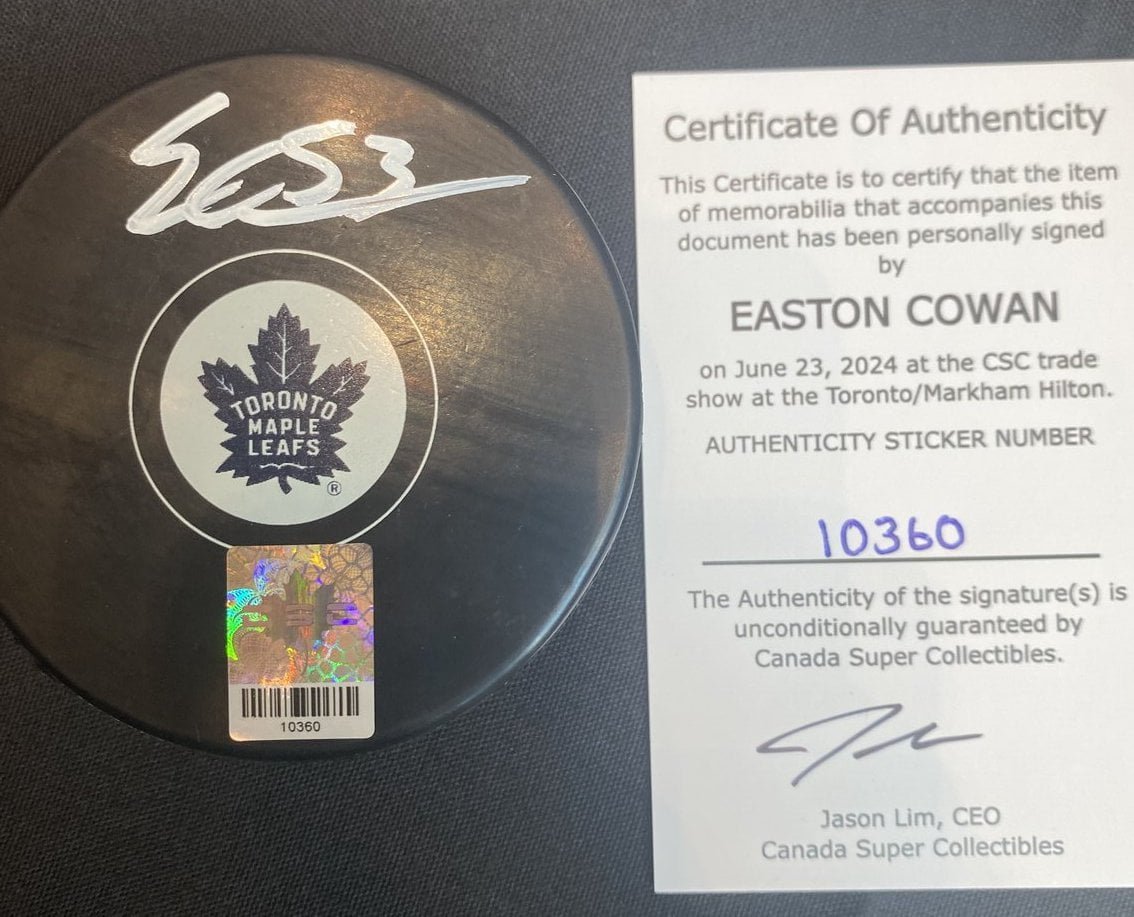 53
TORONTO
MAPLE
LEAFS
®
CSC
10360
Certificate Of Authenticity
This Certificate is to certify that the item
of memorabilia that accompanies this
document has been personally signed
by
EASTON COWAN
on June 23, 2024 at the CSC trade
show at the Toronto/Markham Hilton.
AUTHENTICITY STICKER NUMBER
10360
The Authenticity of the signature(s) is
unconditionally guaranteed by
Canada Super Collectibles.
Jason Lim, CEO
Canada Super Collectibles